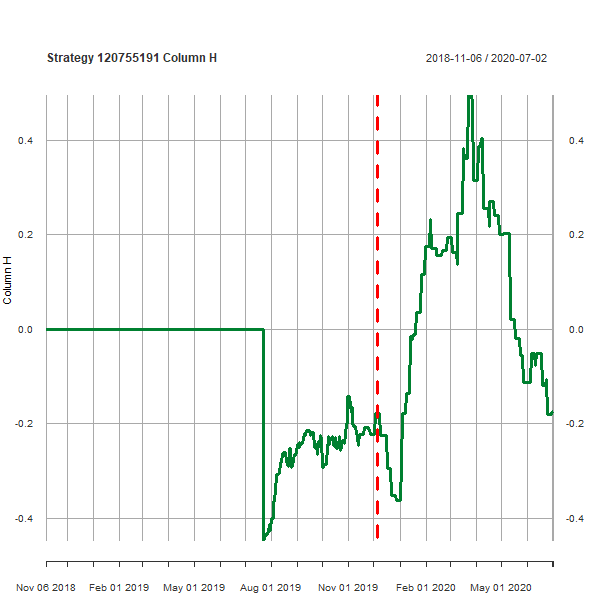 Strategy 120755191 Column H
2018-11-06 / 2020-07-02
0.4
0.4
0.2
0.2
0.0
0.0
-0.2
-0.2
-0.4
-0.4
Column H
Nov 06 2018
Feb 01 2019
May 01 2019
Aug 01 2019
Nov 01 2019
Feb 01 2020
May 01 2020